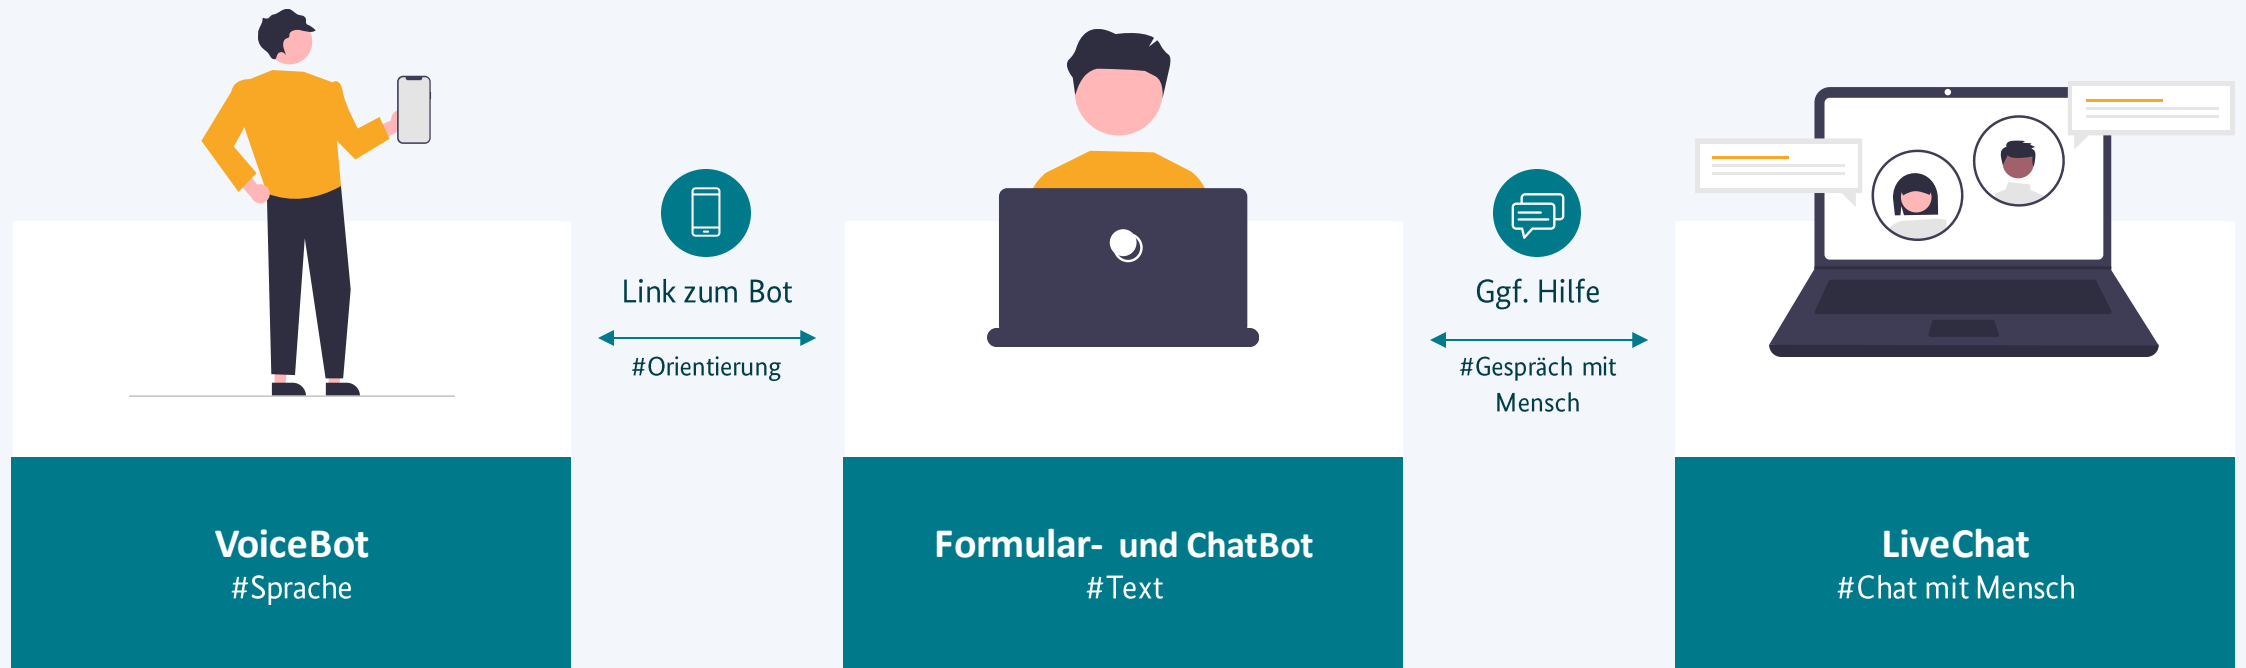 Link zum Bot
#Orientierung
Ggf. Hilfe
#Gespräch mit
Mensch
VoiceBot
#Sprache
Formular- und ChatBot
#Text
LiveChat
#Chat mit Mensch